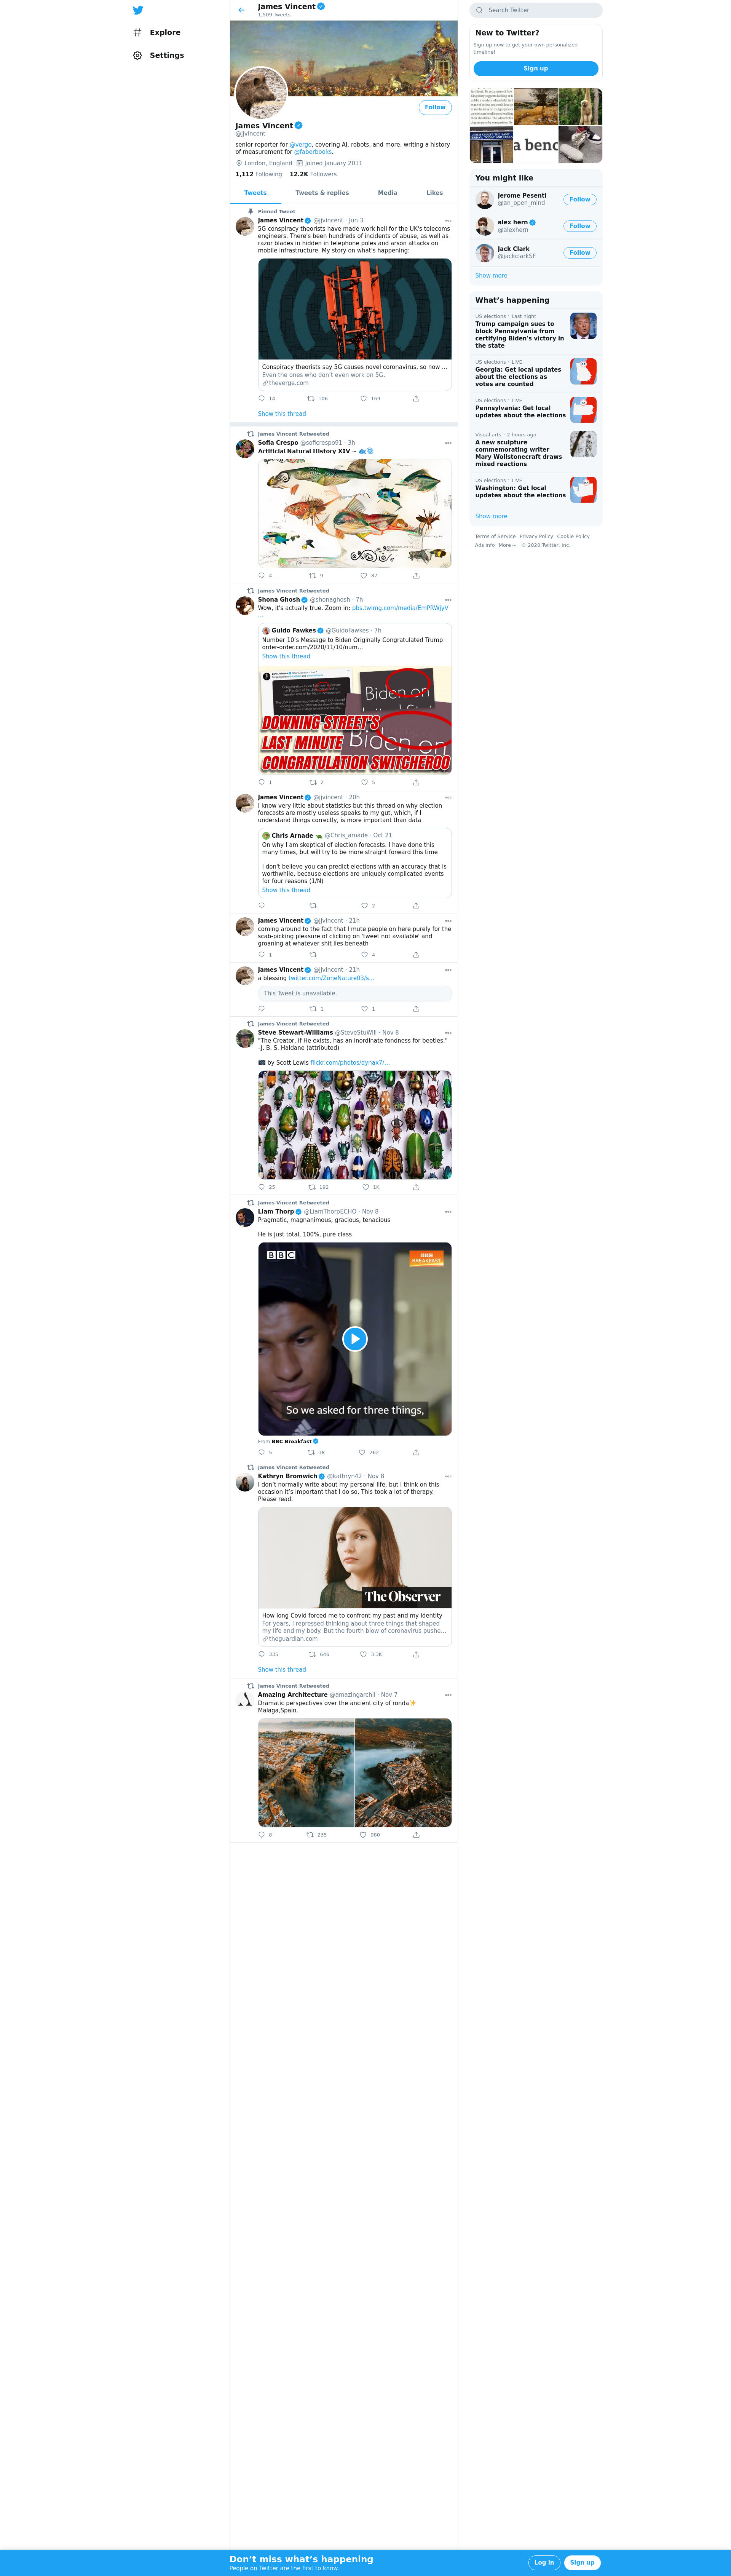 James Vincent
1,509 Tweets
Explore
Settings
Follow
James Vincent
@jjvincent
senior reporter for @verge, covering AI, robots, and more. writing a history
of measurement for @faberbooks.
London, England Joined January 2011
1,112 Following 12.2K Followers
Tweets Tweets & replies Media Likes
Pinned Tweet
James Vincent @jjvincent · Jun 3
5G conspiracy theorists have made work hell for the UK's telecoms
engineers. There's been hundreds of incidents of abuse, as well as
razor blades in hidden in telephone poles and arson attacks on
mobile infrastructure. My story on what's happening:
Conspiracy theorists say 5G causes novel coronavirus, so now ...
Even the ones who don't even work on 5G.
theverge.com
14 106 169
Show this thread
James Vincent Retweeted
Sofia Crespo @soficrespo91 · 3h
Artificial Natural History XIV ~
4 9 87
James Vincent Retweeted
Shona Ghosh @shonaghosh · 7h
Wow, it's actually true. Zoom in: pbs.twimg.com/media/EmPRWJyV
...
Guido Fawkes @GuidoFawkes · 7h
Number 10's Message to Biden Originally Congratulated Trump
order-order.com/2020/11/10/num…
Show this thread
Biden on
Biden on
DOWNING STREET'S
LAST MINUTE
CONGRATULATION SWITCHEROO
1 2 5
James Vincent @jjvincent · 20h
I know very little about statistics but this thread on why election
forecasts are mostly useless speaks to my gut, which, if I
understand things correctly, is more important than data
Chris Arnade @Chris_arnade · Oct 21
On why I am skeptical of election forecasts. I have done this
many times, but will try to be more straight forward this time
I don't believe you can predict elections with an accuracy that is
worthwhile, because elections are uniquely complicated events
for four reasons (1/N)
Show this thread
2
James Vincent @jjvincent · 21h
coming around to the fact that I mute people on here purely for the
scab-picking pleasure of clicking on 'tweet not available' and
groaning at whatever shit lies beneath
1 4
James Vincent @jjvincent · 21h
a blessing twitter.com/ZoneNature03/s…
This Tweet is unavailable.
1 1
James Vincent Retweeted
Steve Stewart-Williams @SteveStuWill · Nov 8
"The Creator, if He exists, has an inordinate fondness for beetles."
-J. B. S. Haldane (attributed)
by Scott Lewis flickr.com/photos/dynax7/…
25 192 1K
James Vincent Retweeted
Liam Thorp @LiamThorpECHO · Nov 8
Pragmatic, magnanimous, gracious, tenacious
He is just total, 100%, pure class
BBC
BREAKFAST
So we asked for three things,
From BBC Breakfast
5 38 262
James Vincent Retweeted
Kathryn Bromwich @kathryn42 · Nov 8
I don't normally write about my personal life, but I think on this
occasion it's important that I do so. This took a lot of therapy.
Please read.
The Observer
How long Covid forced me to confront my past and my identity
For years, I repressed thinking about three things that shaped
my life and my body. But the fourth blow of coronavirus pushe...
theguardian.com
335 646 3.3K
Show this thread
James Vincent Retweeted
Amazing Architecture @amazingarchii · Nov 7
Dramatic perspectives over the ancient city of ronda
Malaga,Spain.
8 235 980
Search Twitter
New to Twitter?
Sign up now to get your own personalized
timeline!
Sign up
a benc
You might like
Jerome Pesenti
@an_open_mind
Follow
alex hern
@alexhern
Follow
Jack Clark
@jackclarkSF
Follow
Show more
What's happening
US elections · Last night
Trump campaign sues to
block Pennsylvania from
certifying Biden's victory in
the state
US elections · LIVE
Georgia: Get local updates
about the elections as
votes are counted
US elections · LIVE
Pennsylvania: Get local
updates about the elections
Visual arts · 2 hours ago
A new sculpture
commemorating writer
Mary Wollstonecraft draws
mixed reactions
US elections · LIVE
Washington: Get local
updates about the elections
Show more
Terms of Service Privacy Policy Cookie Policy
Ads info More © 2020 Twitter, Inc.
Don't miss what's happening
People on Twitter are the first to know.
Log in
Sign up